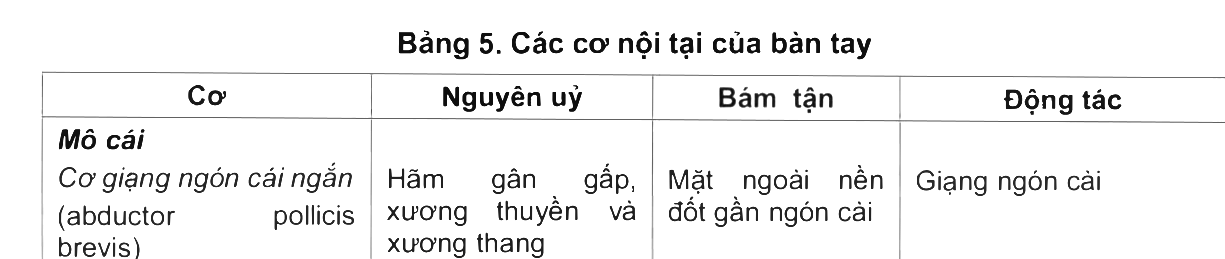 Bảng 5. Các cơ nội tại của bàn tay
Cơ Nguyên uỷ Bám tận Động tác
Mô cái
Cơ giạng ngón cái ngắn Hãm gân gấp, Mặt ngoài nền Giạng ngón cài
(abductor pollicis xương thuyền và đốt gần ngón cài
brevis) xương thang